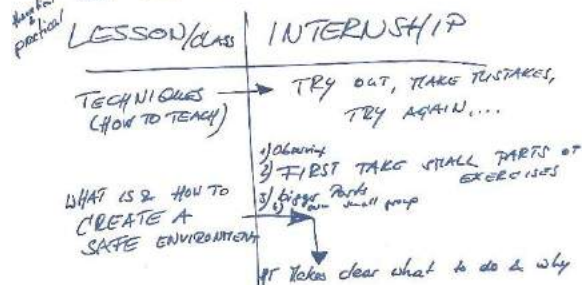 &
practical
LESSON/class
INTERNSHIP
TECHNIQUES
(HOW TO TEACH)
TRY OUT, MAKE MISTAKES,
TRY AGAIN,...
1) Observing
2) FIRST TAKE SMALL PARTS OF
EXERCISES
3) bigger Parts
own small group
WHAT IS & HOW TO
CREATE A
SAFE ENVIRONMENT
Makes clear what to do & why